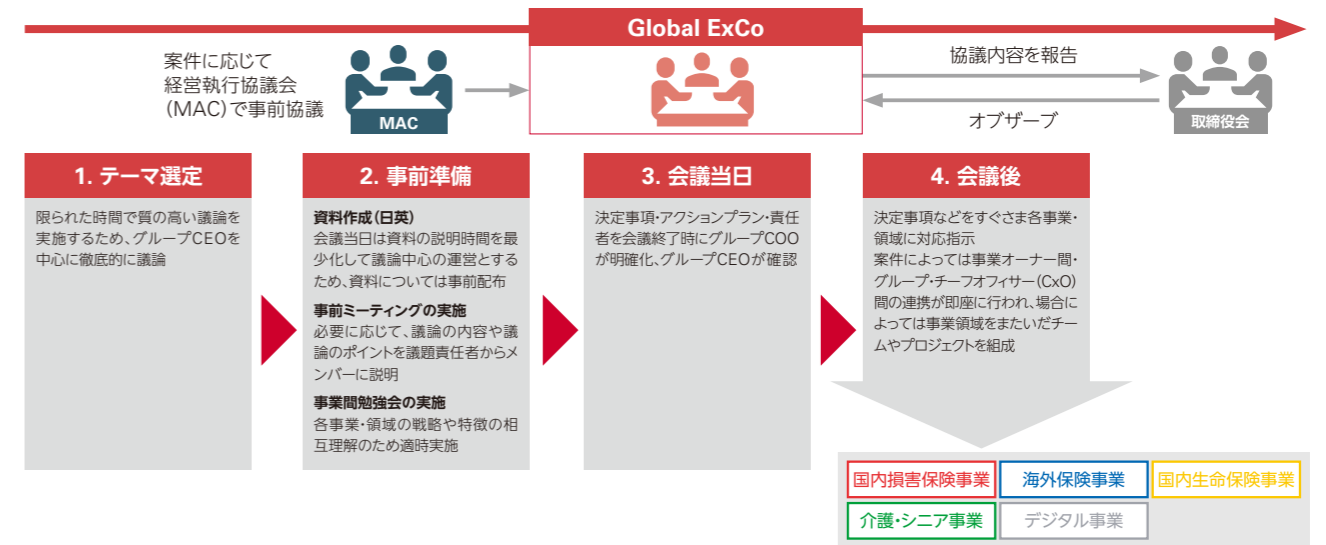 Global ExCo
案件に応じて
経営執行協議会
(MAC)で事前協議
MAC
協議内容を報告
オブザーブ
取締役会
1. テーマ選定
限られた時間で質の高い議論を
実施するため、グループCEOを
中心に徹底的に議論
2. 事前準備
資料作成(日英)
会議当日は資料の説明時間を最
少化して議論中心の運営とする
ため、資料については事前配布
事前ミーティングの実施
必要に応じて、議論の内容や議
論のポイントを議題責任者からメ
ンバーに説明
事業間勉強会の実施
各事業・領域の戦略や特徴の相
互理解のため適時実施
3. 会議当日
決定事項・アクションプラン・責任
者を会議終了時にグループCOO
が明確化、グループCEOが確認
4. 会議後
決定事項などをすぐさま各事業・
領域に対応指示
案件によっては事業オーナー間・
グループ・チーフオフィサー(CxO)
間の連携が即座に行われ、場合に
よっては事業領域をまたいだチー
ムやプロジェクトを組成
国内損害保険事業
海外保険事業
国内生命保険事業
介護・シニア事業
デジタル事業